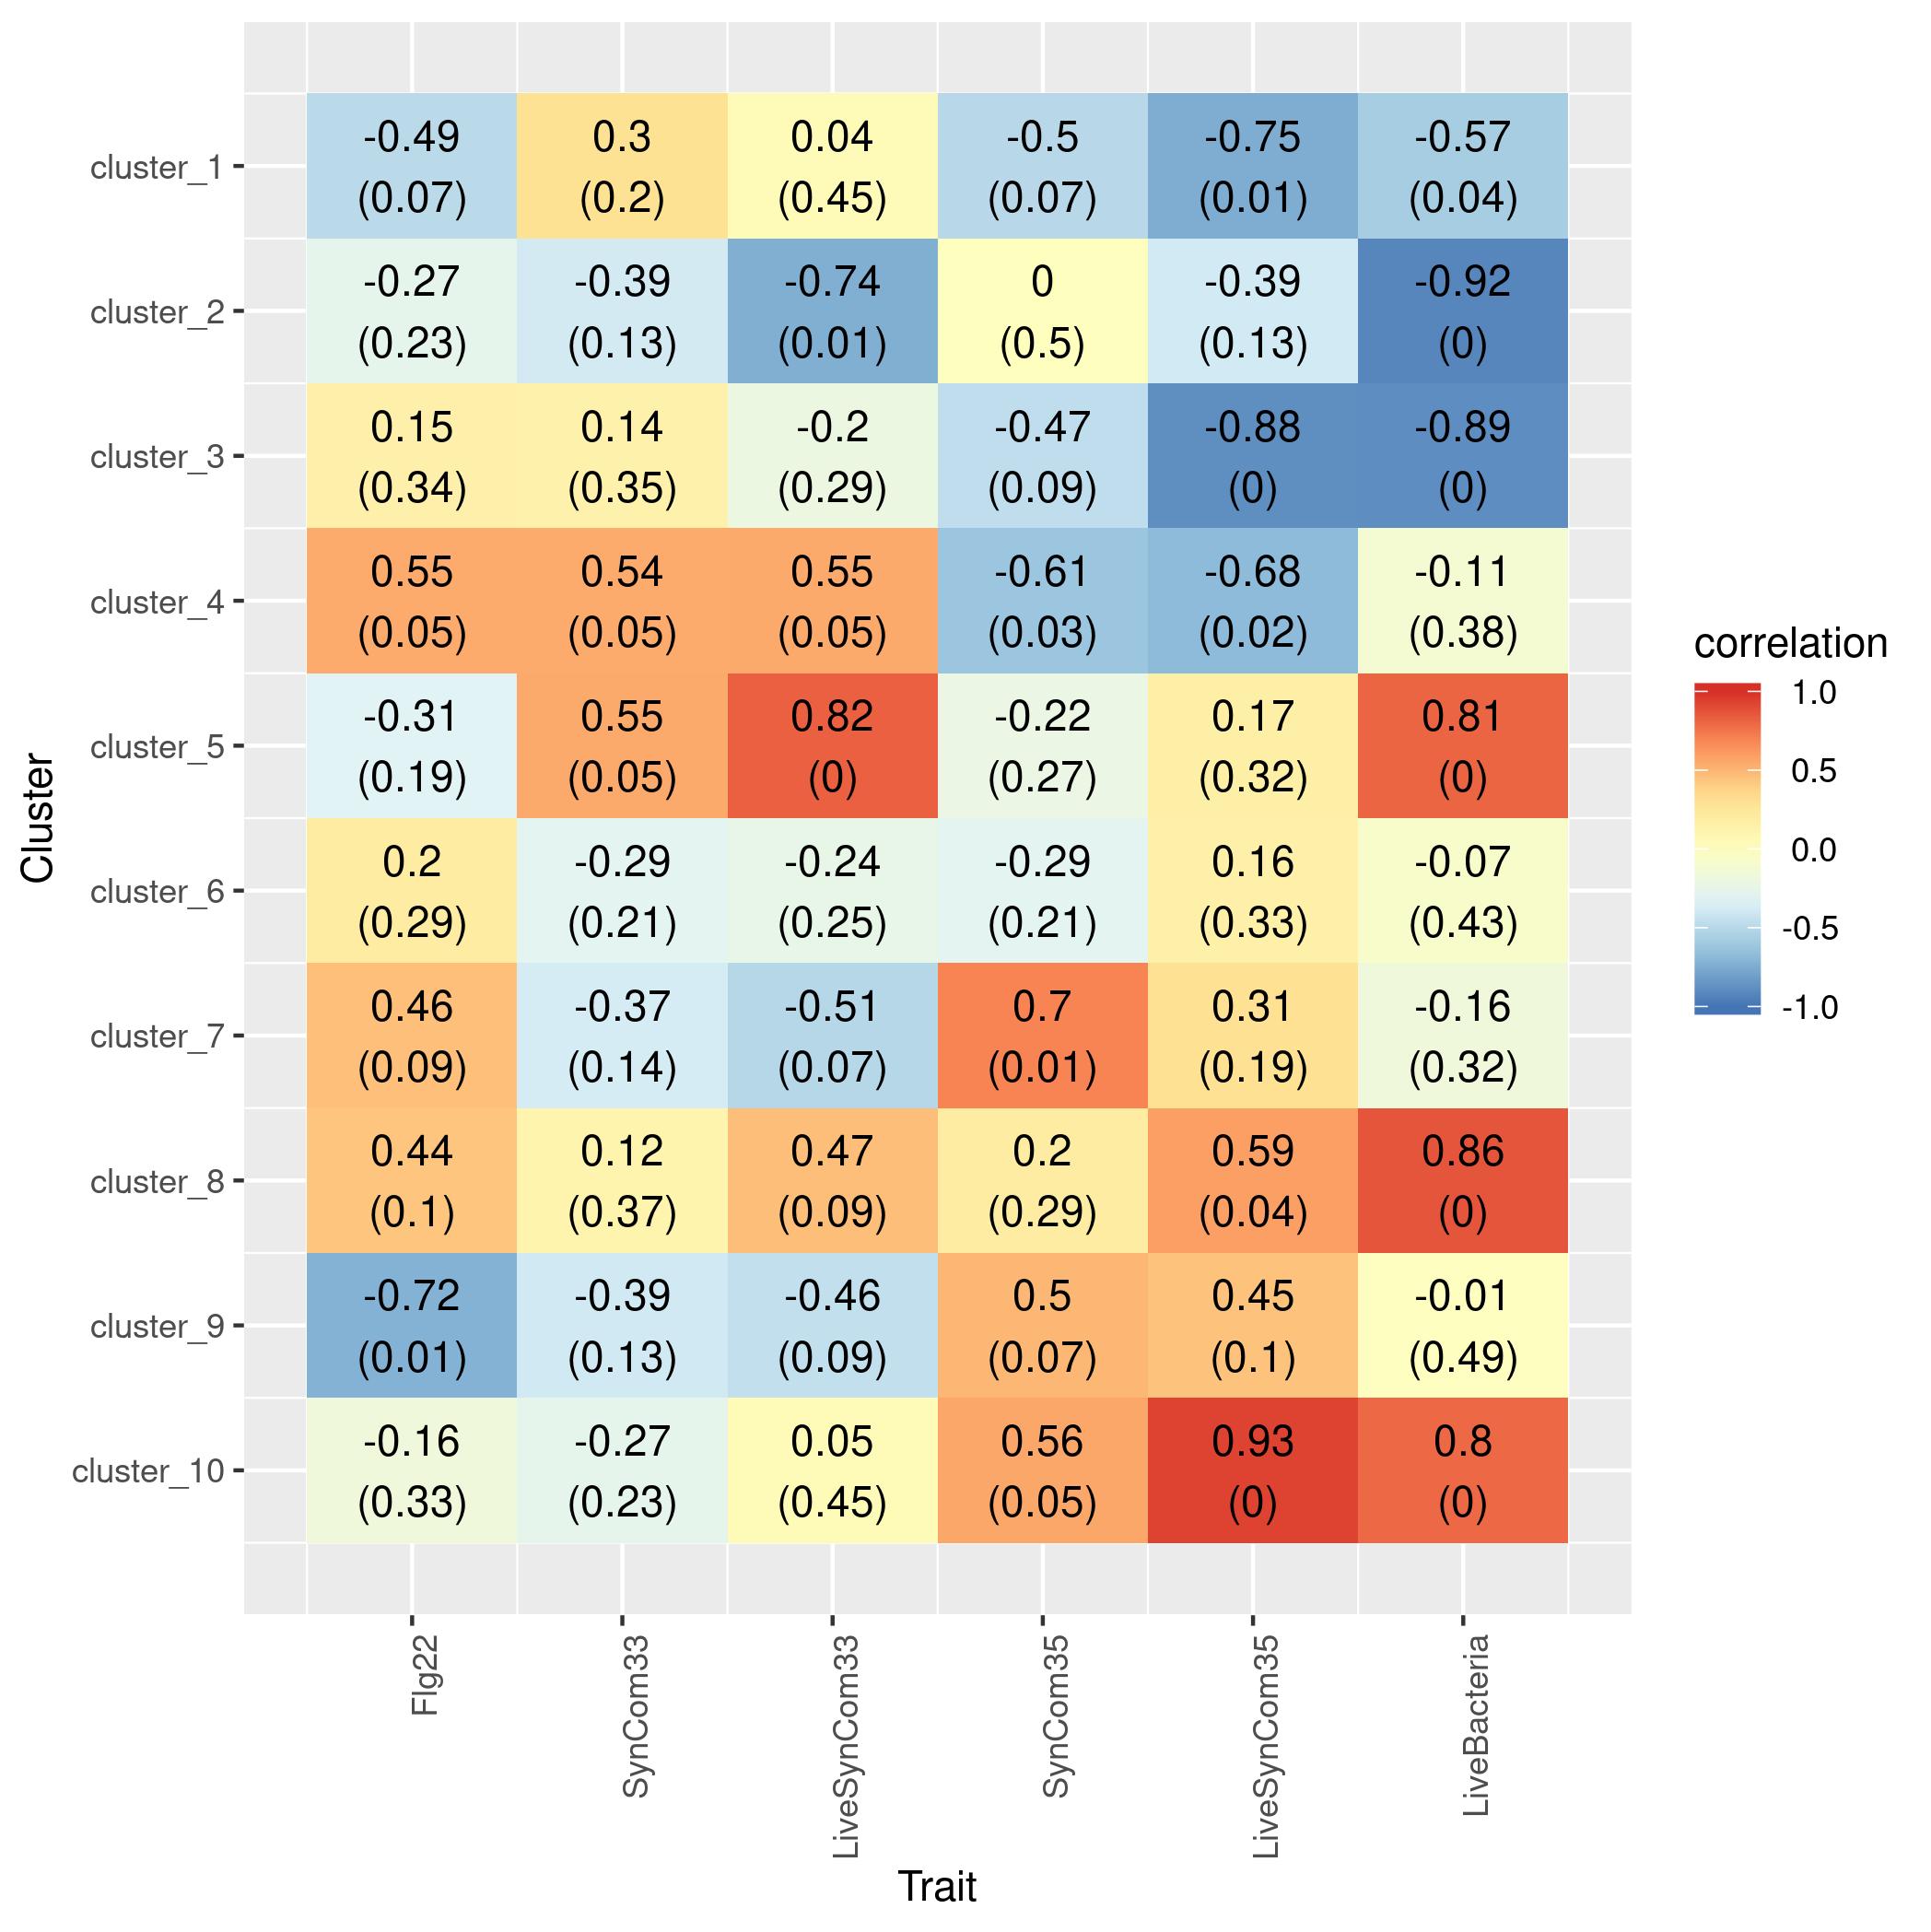 cluster_1 -0.49 0.3 0.04 -0.5 -0.75 -0.57
(0.07) (0.2) (0.45) (0.07) (0.01) (0.04)
cluster_2 -0.27 -0.39 -0.74 0 -0.39 -0.92
(0.23) (0.13) (0.01) (0.5) (0.13) (0)
cluster_3 0.15 0.14 -0.2 -0.47 -0.88 -0.89
(0.34) (0.35) (0.29) (0.09) (0) (0)
cluster_4 0.55 0.54 0.55 -0.61 -0.68 -0.11
(0.05) (0.05) (0.05) (0.03) (0.02) (0.38)
cluster_5 -0.31 0.55 0.82 -0.22 0.17 0.81
(0.19) (0.05) (0) (0.27) (0.32) (0)
cluster_6 0.2 -0.29 -0.24 -0.29 0.16 -0.07
(0.29) (0.21) (0.25) (0.21) (0.33) (0.43)
cluster_7 0.46 -0.37 -0.51 0.7 0.31 -0.16
(0.09) (0.14) (0.07) (0.01) (0.19) (0.32)
cluster_8 0.44 0.12 0.47 0.2 0.59 0.86
(0.1) (0.37) (0.09) (0.29) (0.04) (0)
cluster_9 -0.72 -0.39 -0.46 0.5 0.45 -0.01
(0.01) (0.13) (0.09) (0.07) (0.1) (0.49)
cluster_10 -0.16 -0.27 0.05 0.56 0.93 0.8
(0.33) (0.23) (0.45) (0.05) (0) (0)
Cluster
Flg22
SynCom33
LiveSynCom33
SynCom35
LiveSynCom35
LiveBacteria
Trait
correlation
1.0
0.5
0.0
-0.5
-1.0